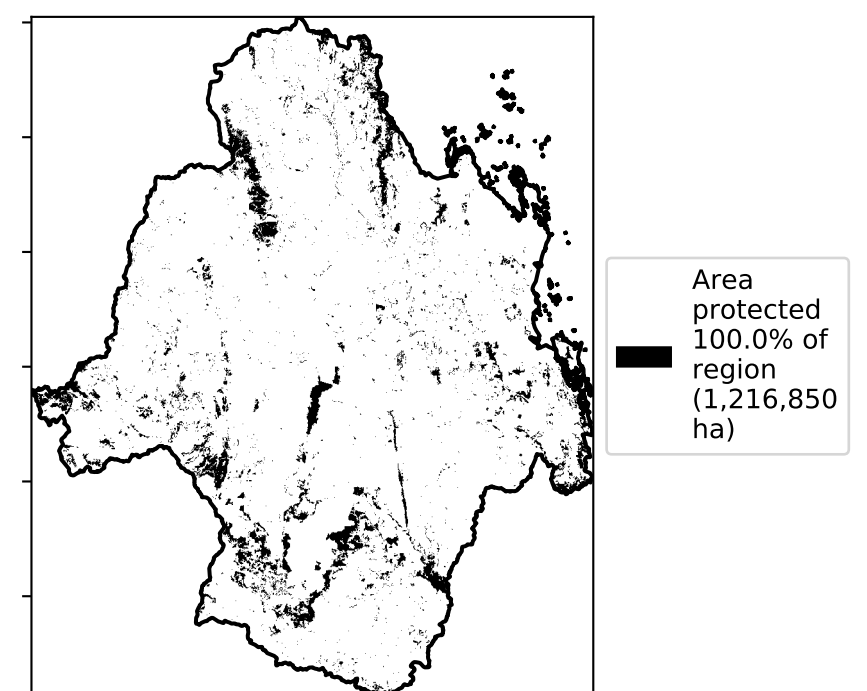 Area
protected
100.0% of
region
(1,216,850
ha)